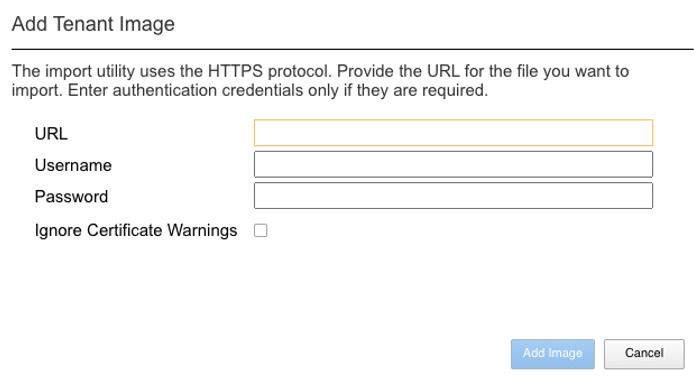 Add Tenant Image
The import utility uses the HTTPS protocol. Provide the URL for the file you want to
import. Enter authentication credentials only if they are required.
URL
Username
Password
Ignore Certificate Warnings
Add Image Cancel